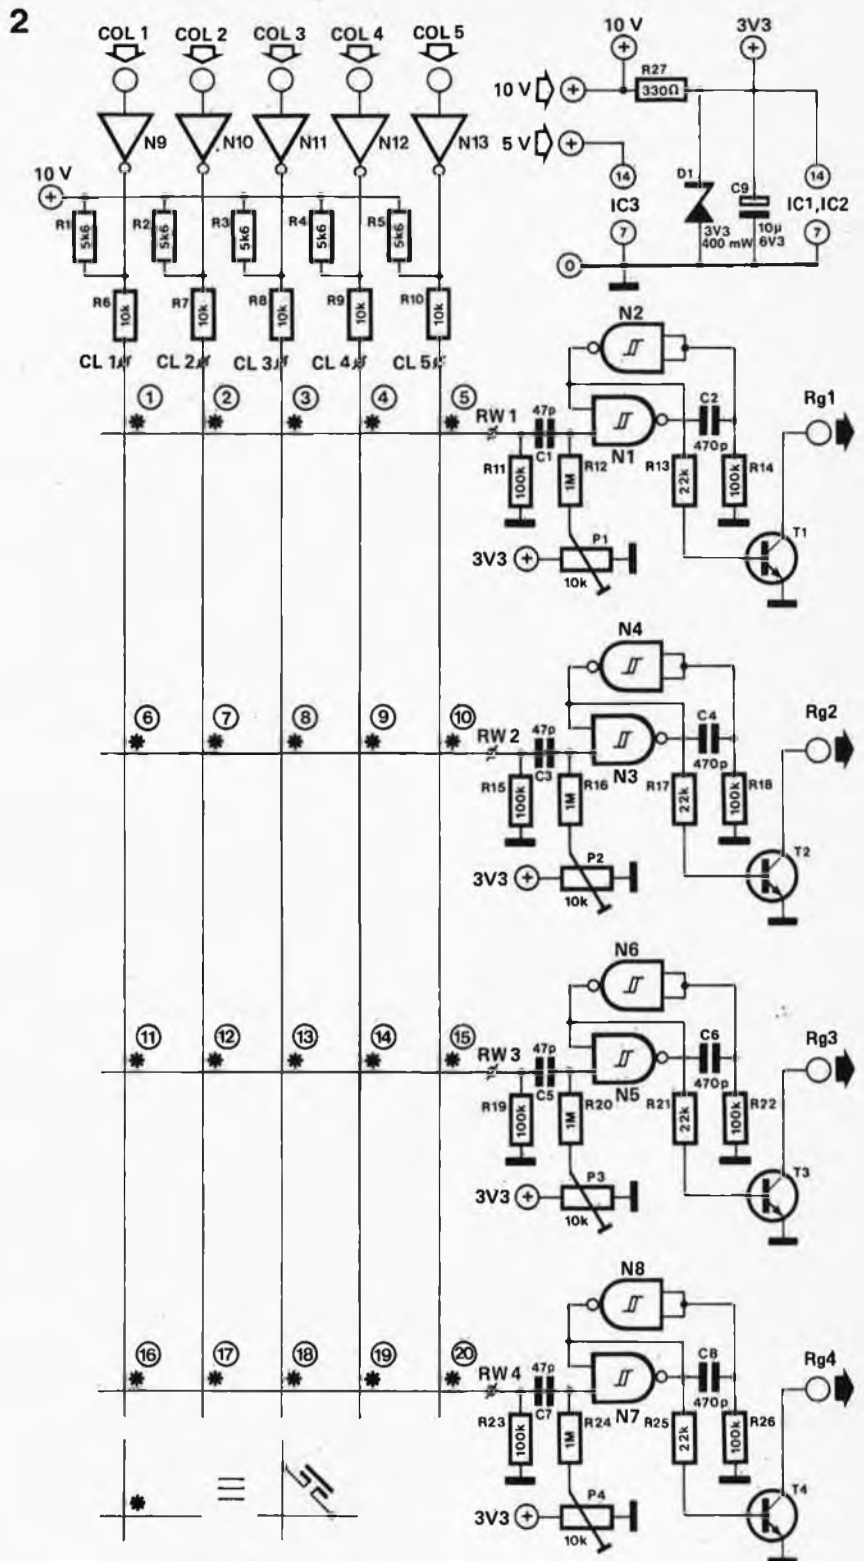 2
COL 1 COL 2 COL 3 COL 4 COL 5
10 V 3V3
R27
330Ω
10 V
5 V
N9 N10 N11 N12 N13
10 V
R1 5k6 R2 5k6 R3 5k6 R4 5k6 R5 5k6
14 D1 C9 14
IC3 IC1,IC2
7 3V3 400 mW 10µ 6V3 7
0
R6 10k R7 10k R8 10k R9 10k R10 10k
CL 1 CL 2 CL 3 CL 4 CL 5
N2
1 2 3 4 5
RW 1 47p C1 N1 C2 470p Rg1
R11 100k R12 1M R13 22k R14 100k
3V3 P1 10k T1
N4
6 7 8 9 10
RW 2 47p C3 N3 C4 470p Rg2
R15 100k R16 1M R17 22k R18 100k
3V3 P2 10k T2
N6
11 12 13 14 15
RW 3 47p C5 N5 C6 470p Rg3
R19 100k R20 1M R21 22k R22 100k
3V3 P3 10k T3
N8
16 17 18 19 20
RW 4 47p C7 N7 C8 470p Rg4
R23 100k R24 1M R25 22k R26 100k
3V3 P4 10k T4